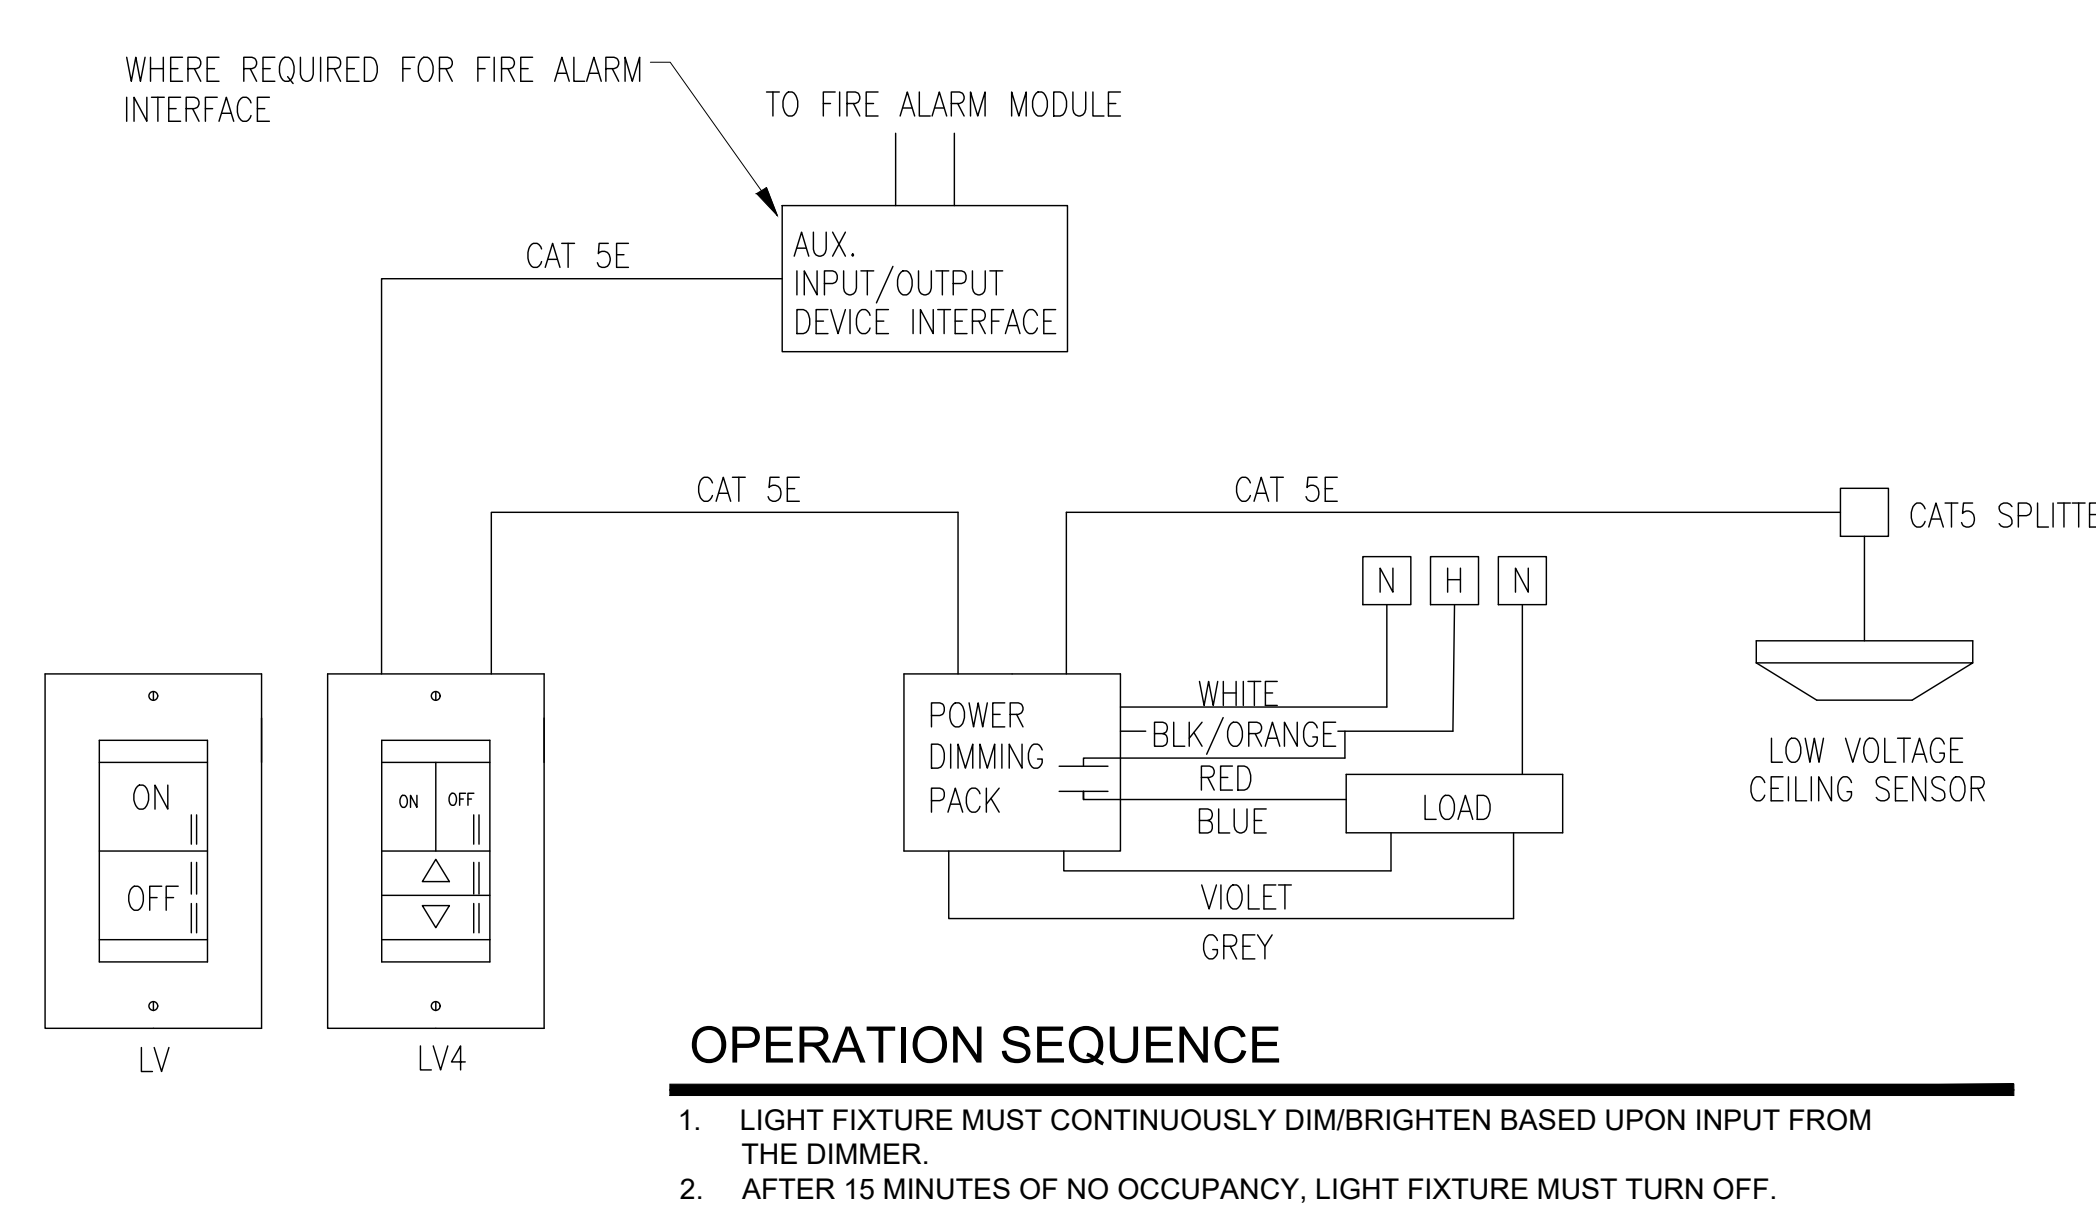 WHERE REQUIRED FOR FIRE ALARM
INTERFACE
TO FIRE ALARM MODULE
CAT 5E
AUX.
INPUT/OUTPUT
DEVICE INTERFACE
CAT 5E
CAT 5E
CAT5
N H N
WHITE
BLK/ORANGE
RED
BLUE
POWER
DIMMING
PACK
LOAD
VIOLET
GREY
LOW VOLTAGE
CEILING SENSOR
ON
OFF
LV
ON OFF
LV4
OPERATION SEQUENCE
1. LIGHT FIXTURE MUST CONTINUOUSLY DIM/BRIGHTEN BASED UPON INPUT FROM
THE DIMMER.
2. AFTER 15 MINUTES OF NO OCCUPANCY, LIGHT FIXTURE MUST TURN OFF.